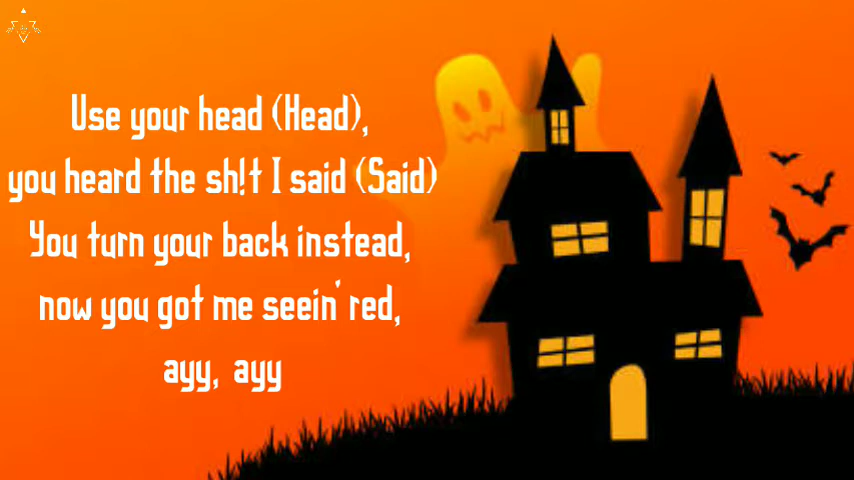 Use your head (Head),
you heard the sh!t I said (Said)
You turn your back instead,
now you got me seein' red,
ayy, ayy